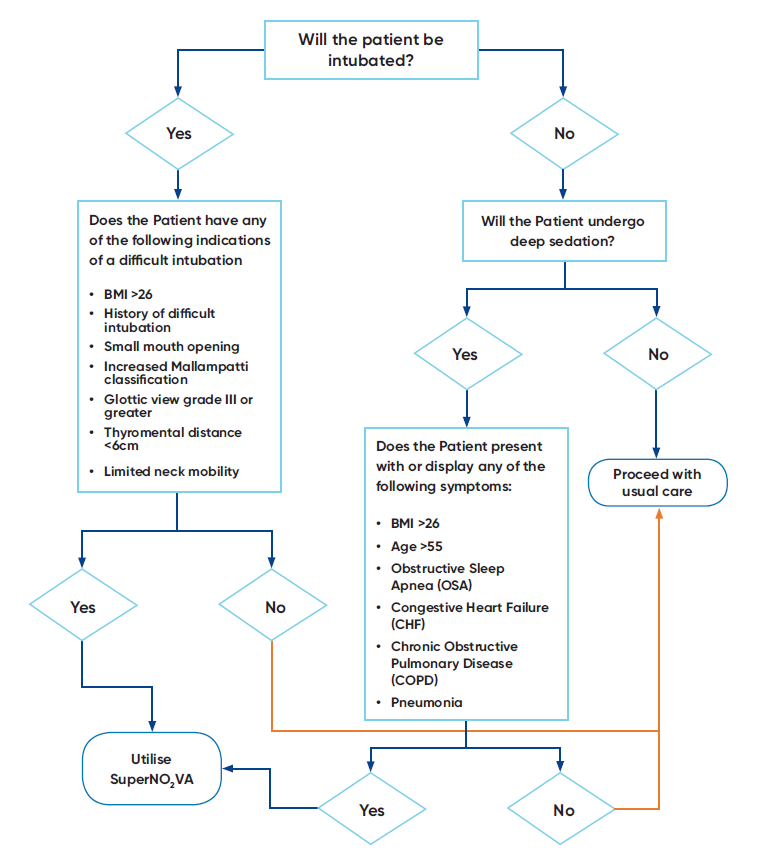 Will the patient be
intubated?
Yes
No
Does the Patient have any
of the following indications
of a difficult intubation
• BMI >26
• History of difficult
intubation
• Small mouth opening
• Increased Mallampatti
classification
• Glottic view grade III or
greater
• Thyromental distance
<6cm
• Limited neck mobility
Will the Patient undergo
deep sedation?
Yes
No
Does the Patient present
with or display any of the
following symptoms:
• BMI >26
• Age >55
• Obstructive Sleep
Apnea (OSA)
• Congestive Heart Failure
(CHF)
• Chronic Obstructive
Pulmonary Disease
(COPD)
• Pneumonia
Proceed with
usual care
Yes
No
Utilise
SuperNO₂VA
Yes
No